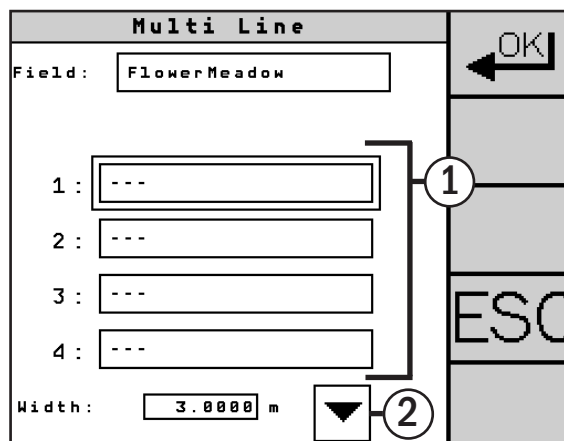 Multi Line
OK
Field: FlowerMeadow
1: ---
1
2: ---
3: ---
ESC
4: ---
Width: 3.0000 m
2